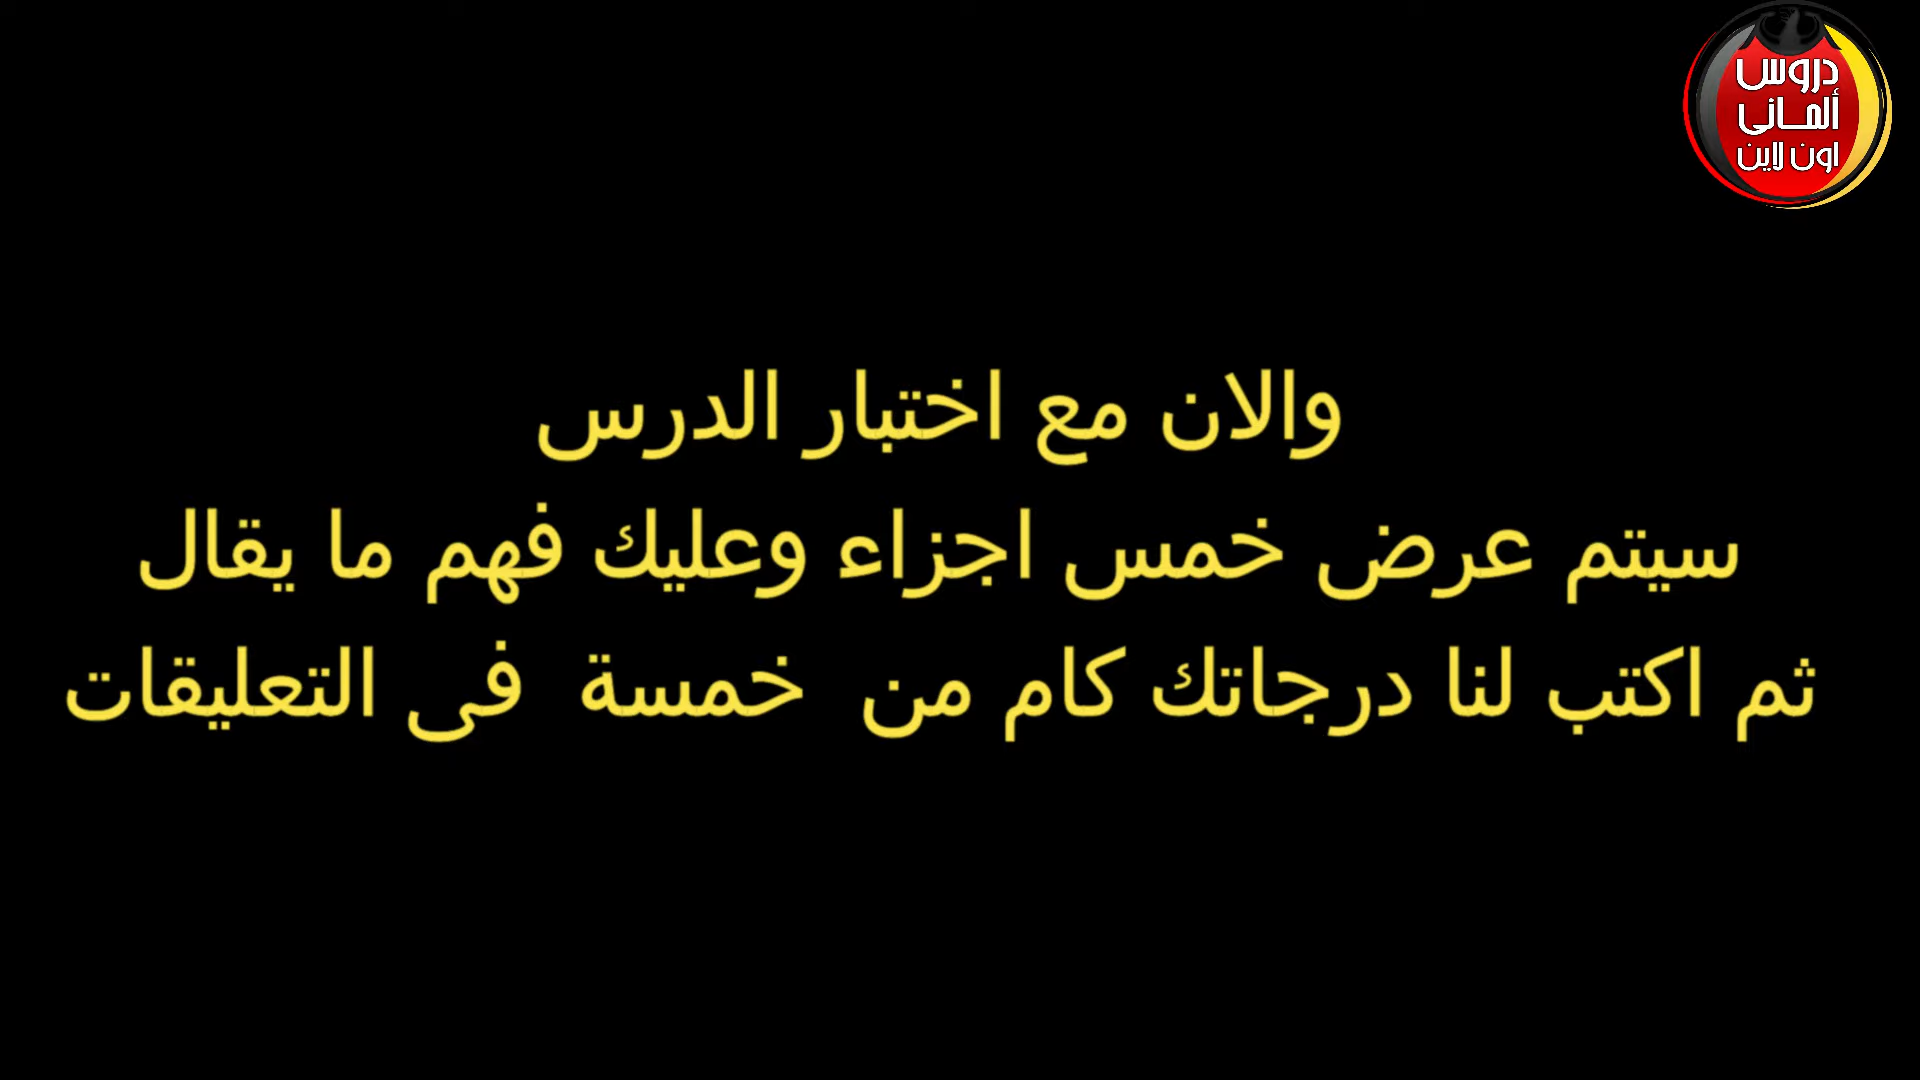 دروس
ألمانى
اون لاين
والان مع اختبار الدرس
سيتم عرض خمس اجزاء وعليك فهم ما يقال
ثم اكتب لنا درجاتك كام من خمسة فى التعليقات